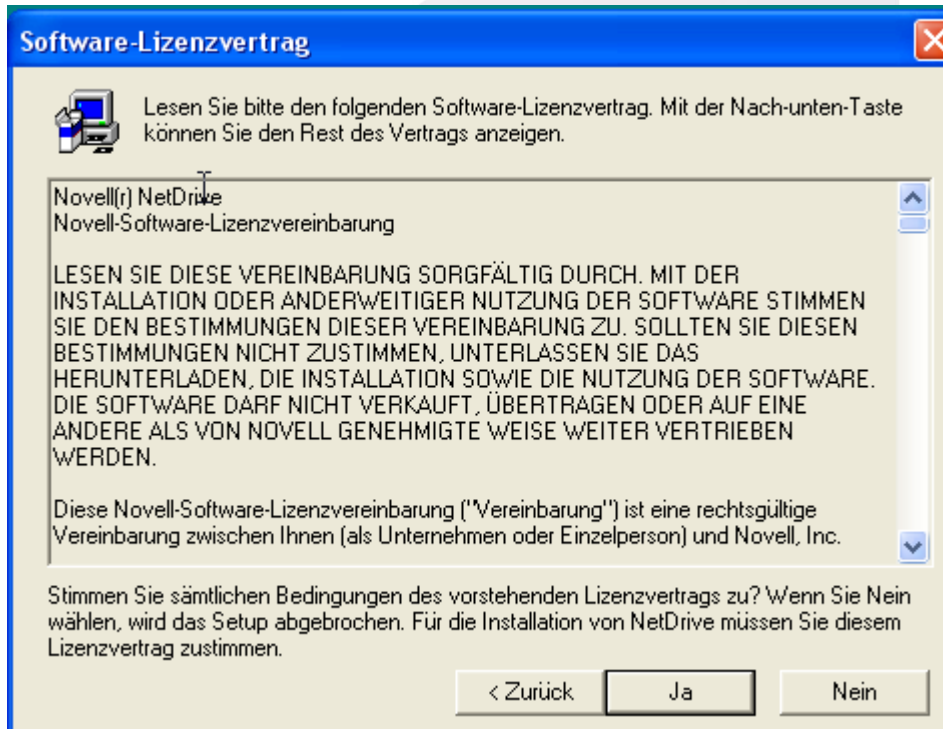 Software-Lizenzvertrag
Lesen Sie bitte den folgenden Software-Lizenzvertrag. Mit der Nach-unten-Taste
können Sie den Rest des Vertrags anzeigen.
Novell(r) NetDrive
Novell-Software-Lizenzvereinbarung
LESEN SIE DIESE VEREINBARUNG SORGFÄLTIG DURCH. MIT DER
INSTALLATION ODER ANDERWEITIGER NUTZUNG DER SOFTWARE STIMMEN
SIE DEN BESTIMMUNGEN DIESER VEREINBARUNG ZU. SOLLTEN SIE DIESEN
BESTIMMUNGEN NICHT ZUSTIMMEN, UNTERLASSEN SIE DAS
HERUNTERLADEN, DIE INSTALLATION SOWIE DIE NUTZUNG DER SOFTWARE.
DIE SOFTWARE DARF NICHT VERKAUFT, ÜBERTRAGEN ODER AUF EINE
ANDERE ALS VON NOVELL GENEHMIGTE WEISE WEITER VERTRIEBEN
WERDEN.
Diese Novell-Software-Lizenzvereinbarung ("Vereinbarung") ist eine rechtsgültige
Vereinbarung zwischen Ihnen (als Unternehmen oder Einzelperson) und Novell, Inc.
Stimmen Sie sämtlichen Bedingungen des vorstehenden Lizenzvertrags zu? Wenn Sie Nein
wählen, wird das Setup abgebrochen. Für die Installation von NetDrive müssen Sie diesem
Lizenzvertrag zustimmen.
< Zurück Ja Nein